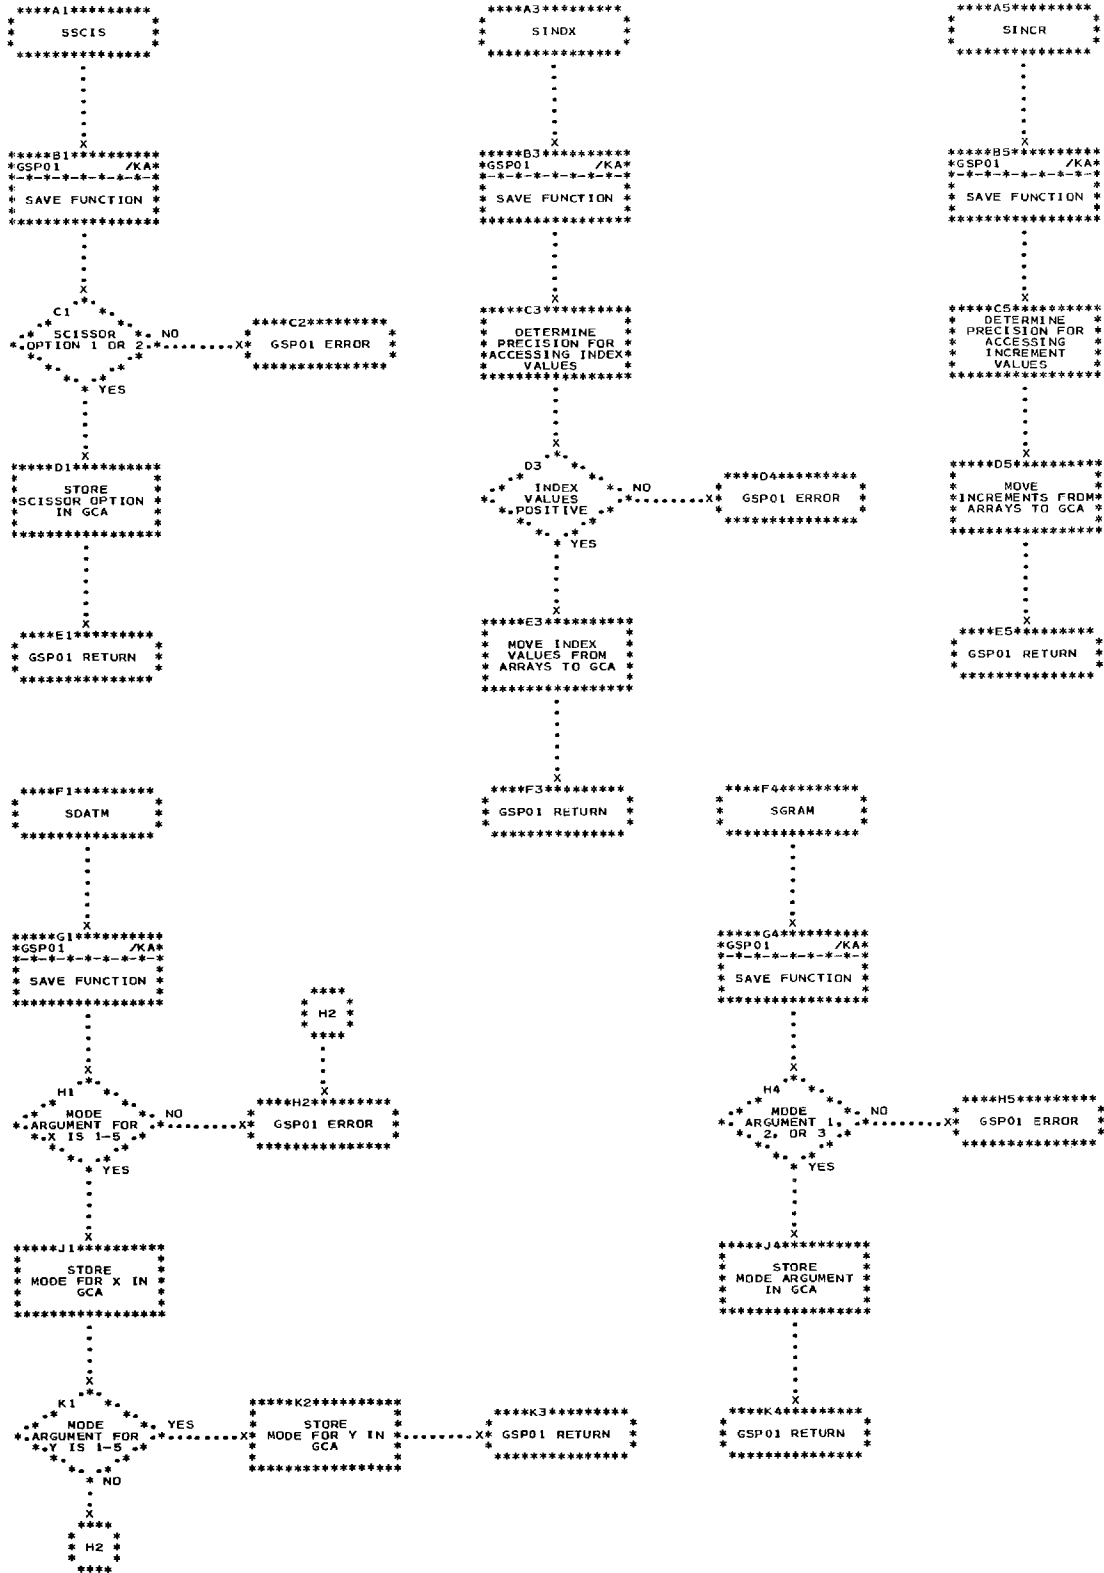 A1
SSCIS
B1
GSP01 /KA
SAVE FUNCTION
C1
SCISSOR
OPTION 1 OR 2
NO
YES
C2
GSP01 ERROR
D1
STORE
SCISSOR OPTION
IN GCA
E1
GSP01 RETURN
A3
SINDX
B3
GSP01 /KA
SAVE FUNCTION
C3
DETERMINE
PRECISION FOR
ACCESSING INDEX
VALUES
D3
INDEX
VALUES
POSITIVE
NO
YES
D4
GSP01 ERROR
E3
MOVE INDEX
VALUES FROM
ARRAYS TO GCA
F3
GSP01 RETURN
A5
SINCR
B5
GSP01 /KA
SAVE FUNCTION
C5
DETERMINE
PRECISION FOR
ACCESSING
INCREMENT
VALUES
D5
MOVE
INCREMENTS FROM
ARRAYS TO GCA
E5
GSP01 RETURN
F1
SDATM
G1
GSP01 /KA
SAVE FUNCTION
H1
MODE
ARGUMENT FOR
X IS 1-5
NO
YES
H2
H2
GSP01 ERROR
J1
STORE
MODE FOR X IN
GCA
K1
MODE
ARGUMENT FOR
Y IS 1-5
YES
NO
K2
STORE
MODE FOR Y IN
GCA
K3
GSP01 RETURN
H2
F4
SGRAM
G4
GSP01 /KA
SAVE FUNCTION
H4
MODE
ARGUMENT 1,
2, OR 3
NO
YES
H5
GSP01 ERROR
J4
STORE
MODE ARGUMENT
IN GCA
K4
GSP01 RETURN